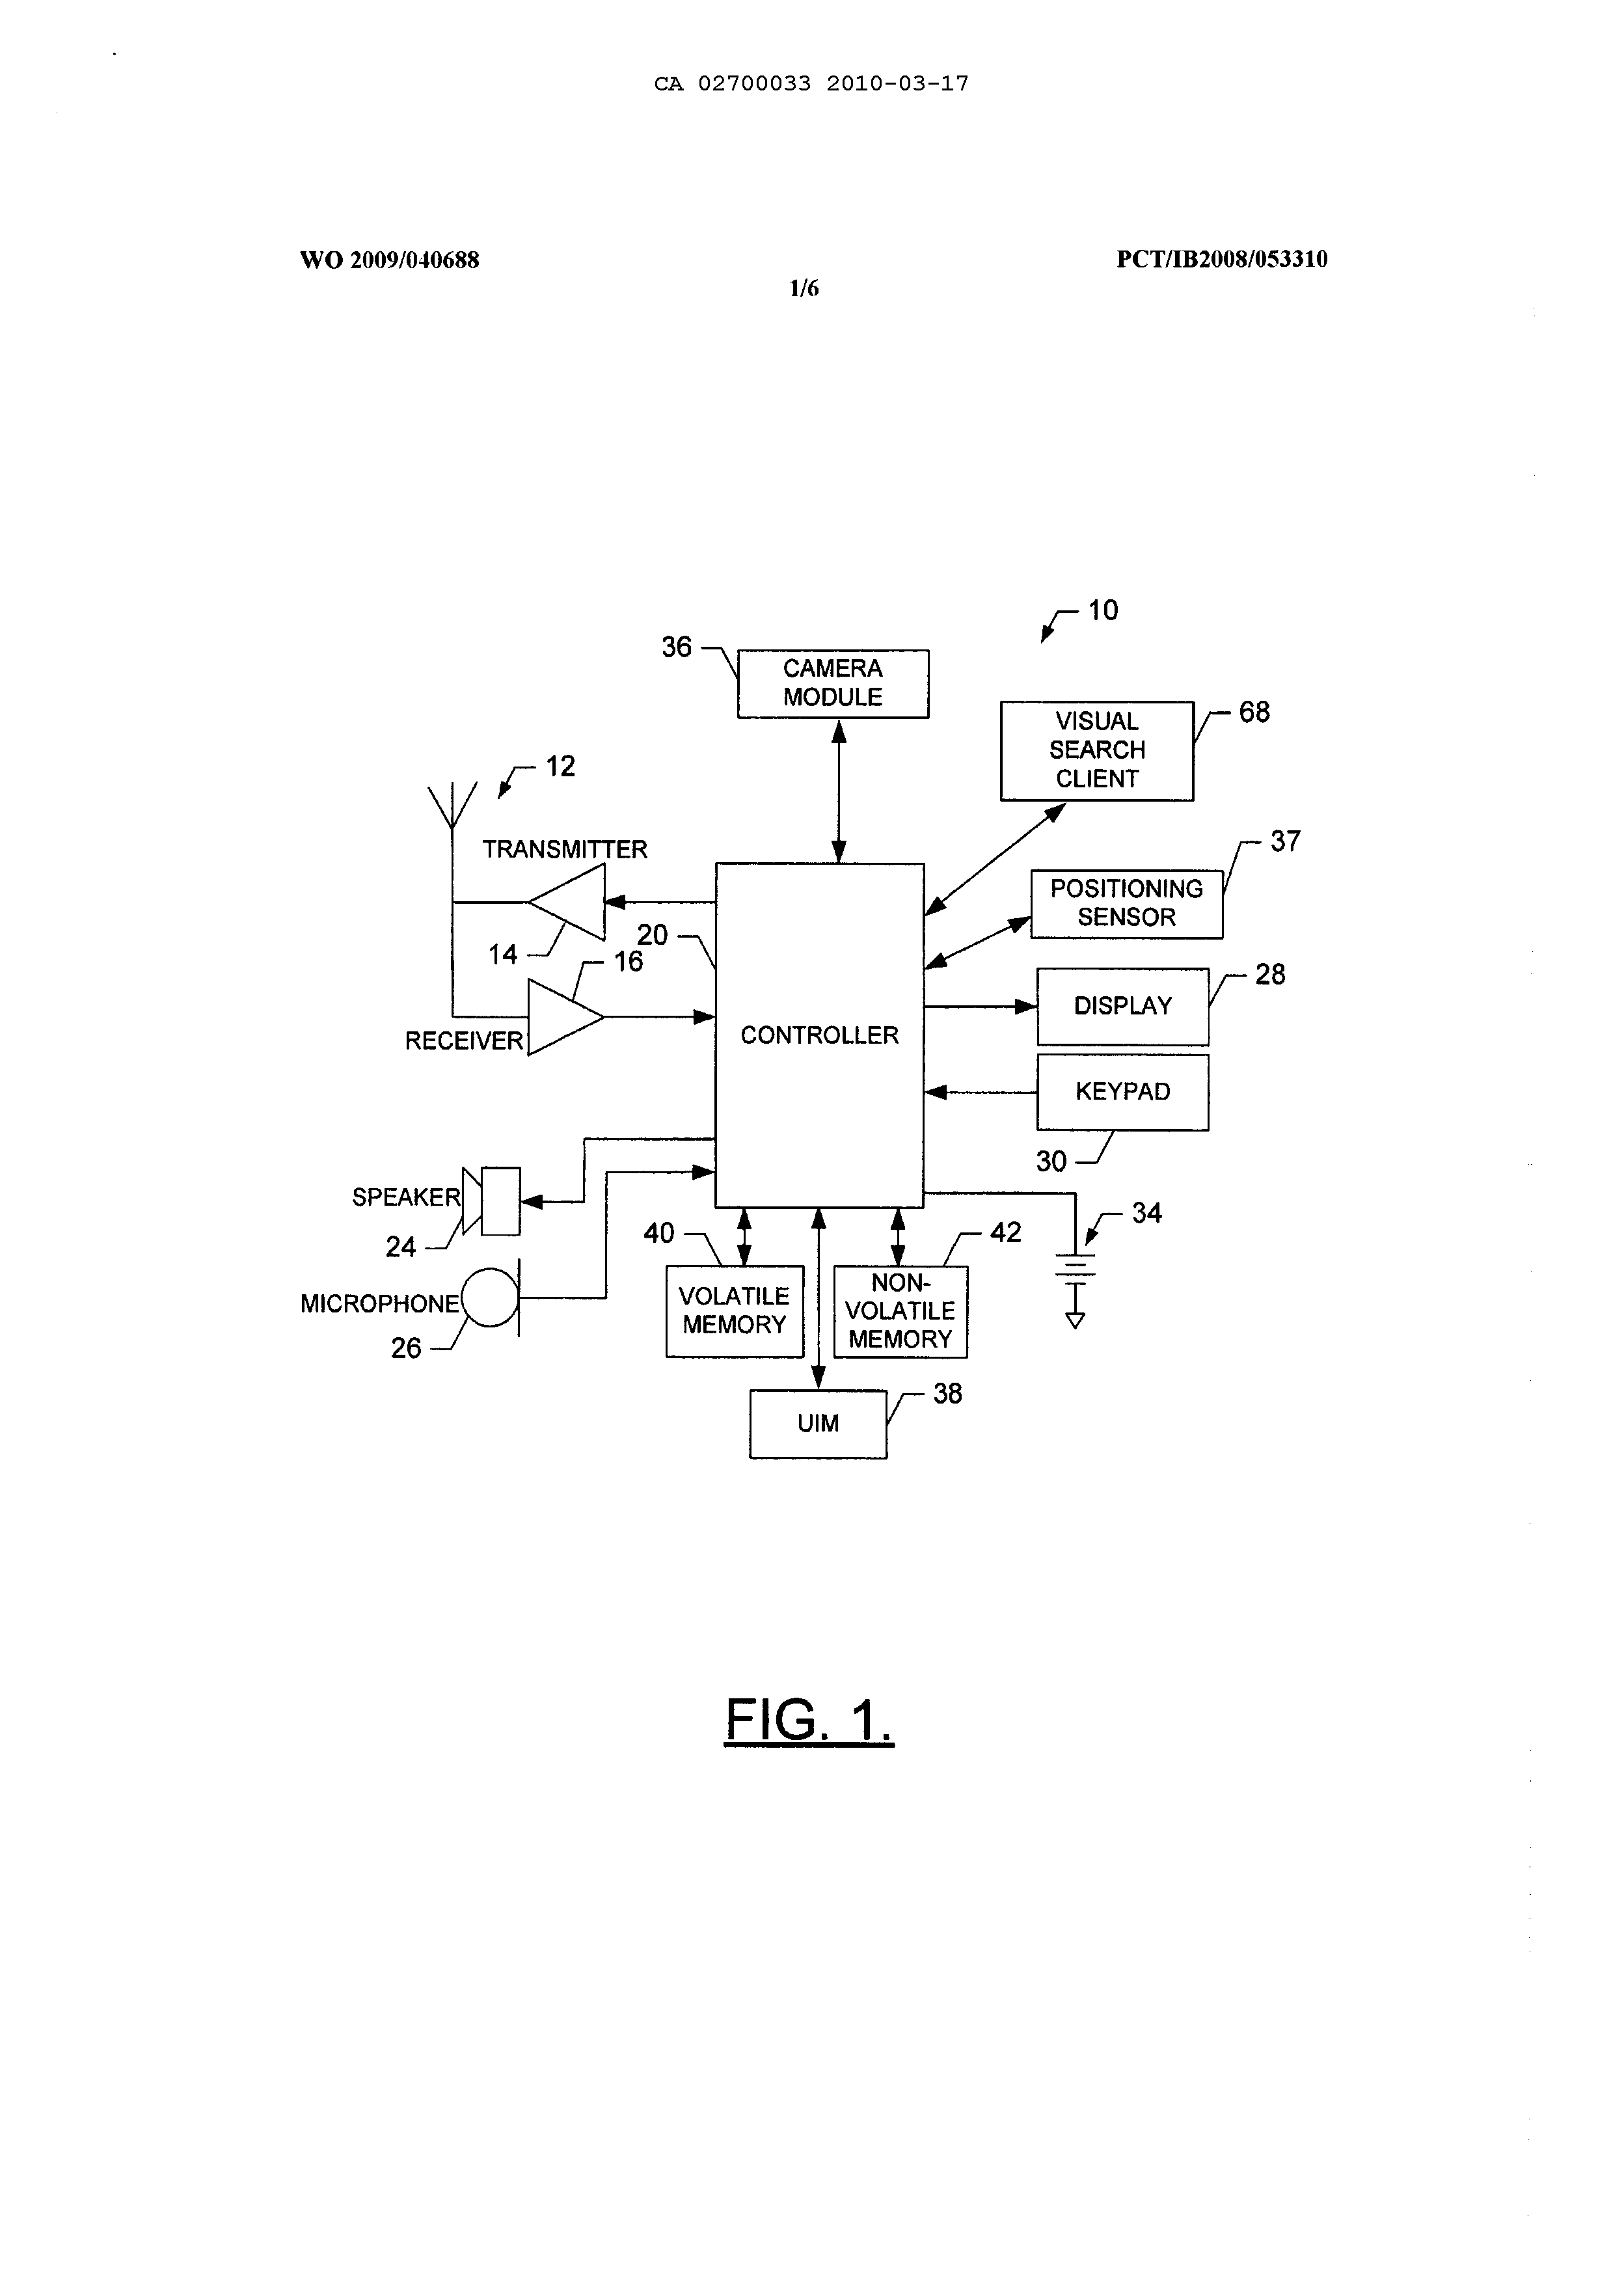 CA 02700033 2010-03-17
WO 2009/040688
PCT/IB2008/053310
1/6
10
36
CAMERA
MODULE
68
VISUAL
SEARCH
CLIENT
12
TRANSMITTER
37
POSITIONING
SENSOR
14
20
16
28
DISPLAY
RECEIVER
CONTROLLER
KEYPAD
30
SPEAKER
24
40
42
34
MICROPHONE
26
VOLATILE
MEMORY
NON-
VOLATILE
MEMORY
38
UIM
FIG. 1.